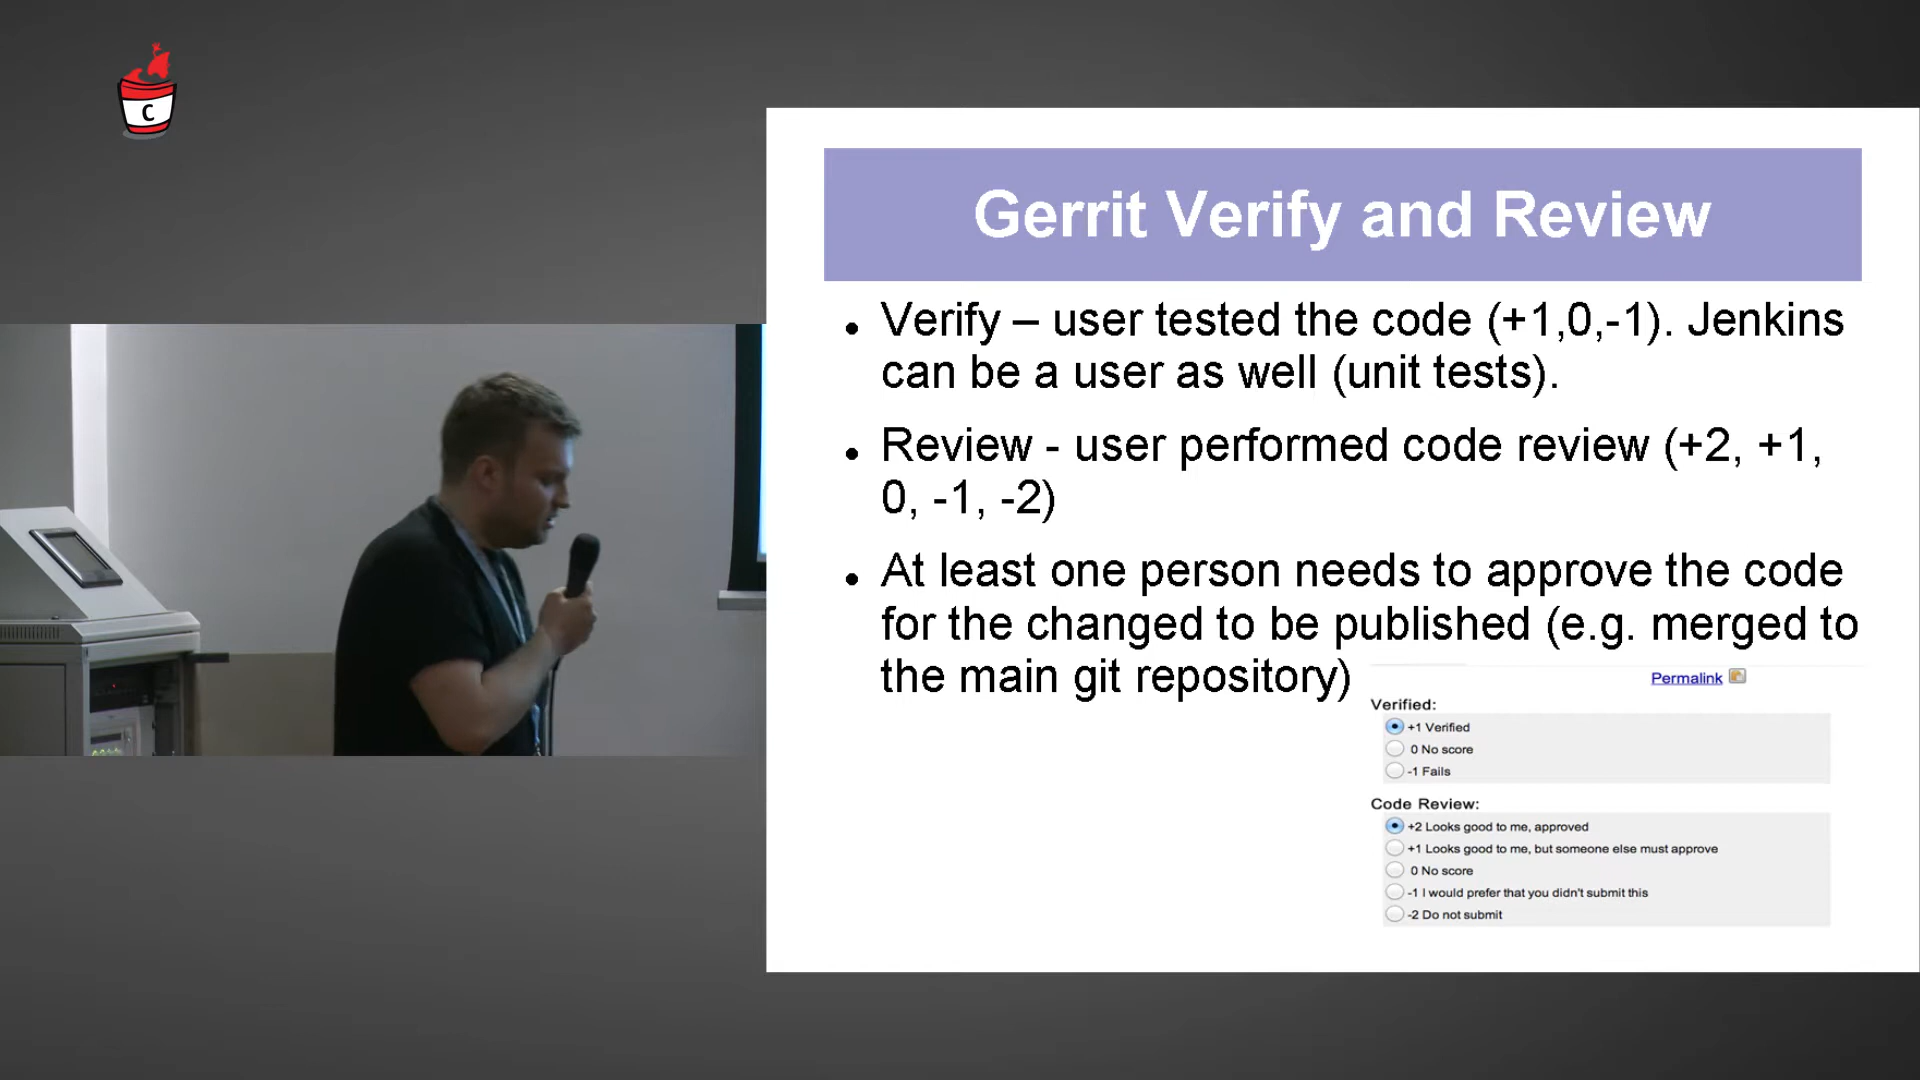 C
Gerrit Verify and Review
• Verify – user tested the code (+1,0,-1). Jenkins
can be a user as well (unit tests).
• Review - user performed code review (+2, +1,
0, -1, -2)
• At least one person needs to approve the code
for the changed to be published (e.g. merged to
the main git repository)
Permalink
Verified:
+1 Verified
0 No score
-1 Fails
Code Review:
+2 Looks good to me, approved
+1 Looks good to me, but someone else must approve
0 No score
-1 I would prefer that you didn't submit this
-2 Do not submit